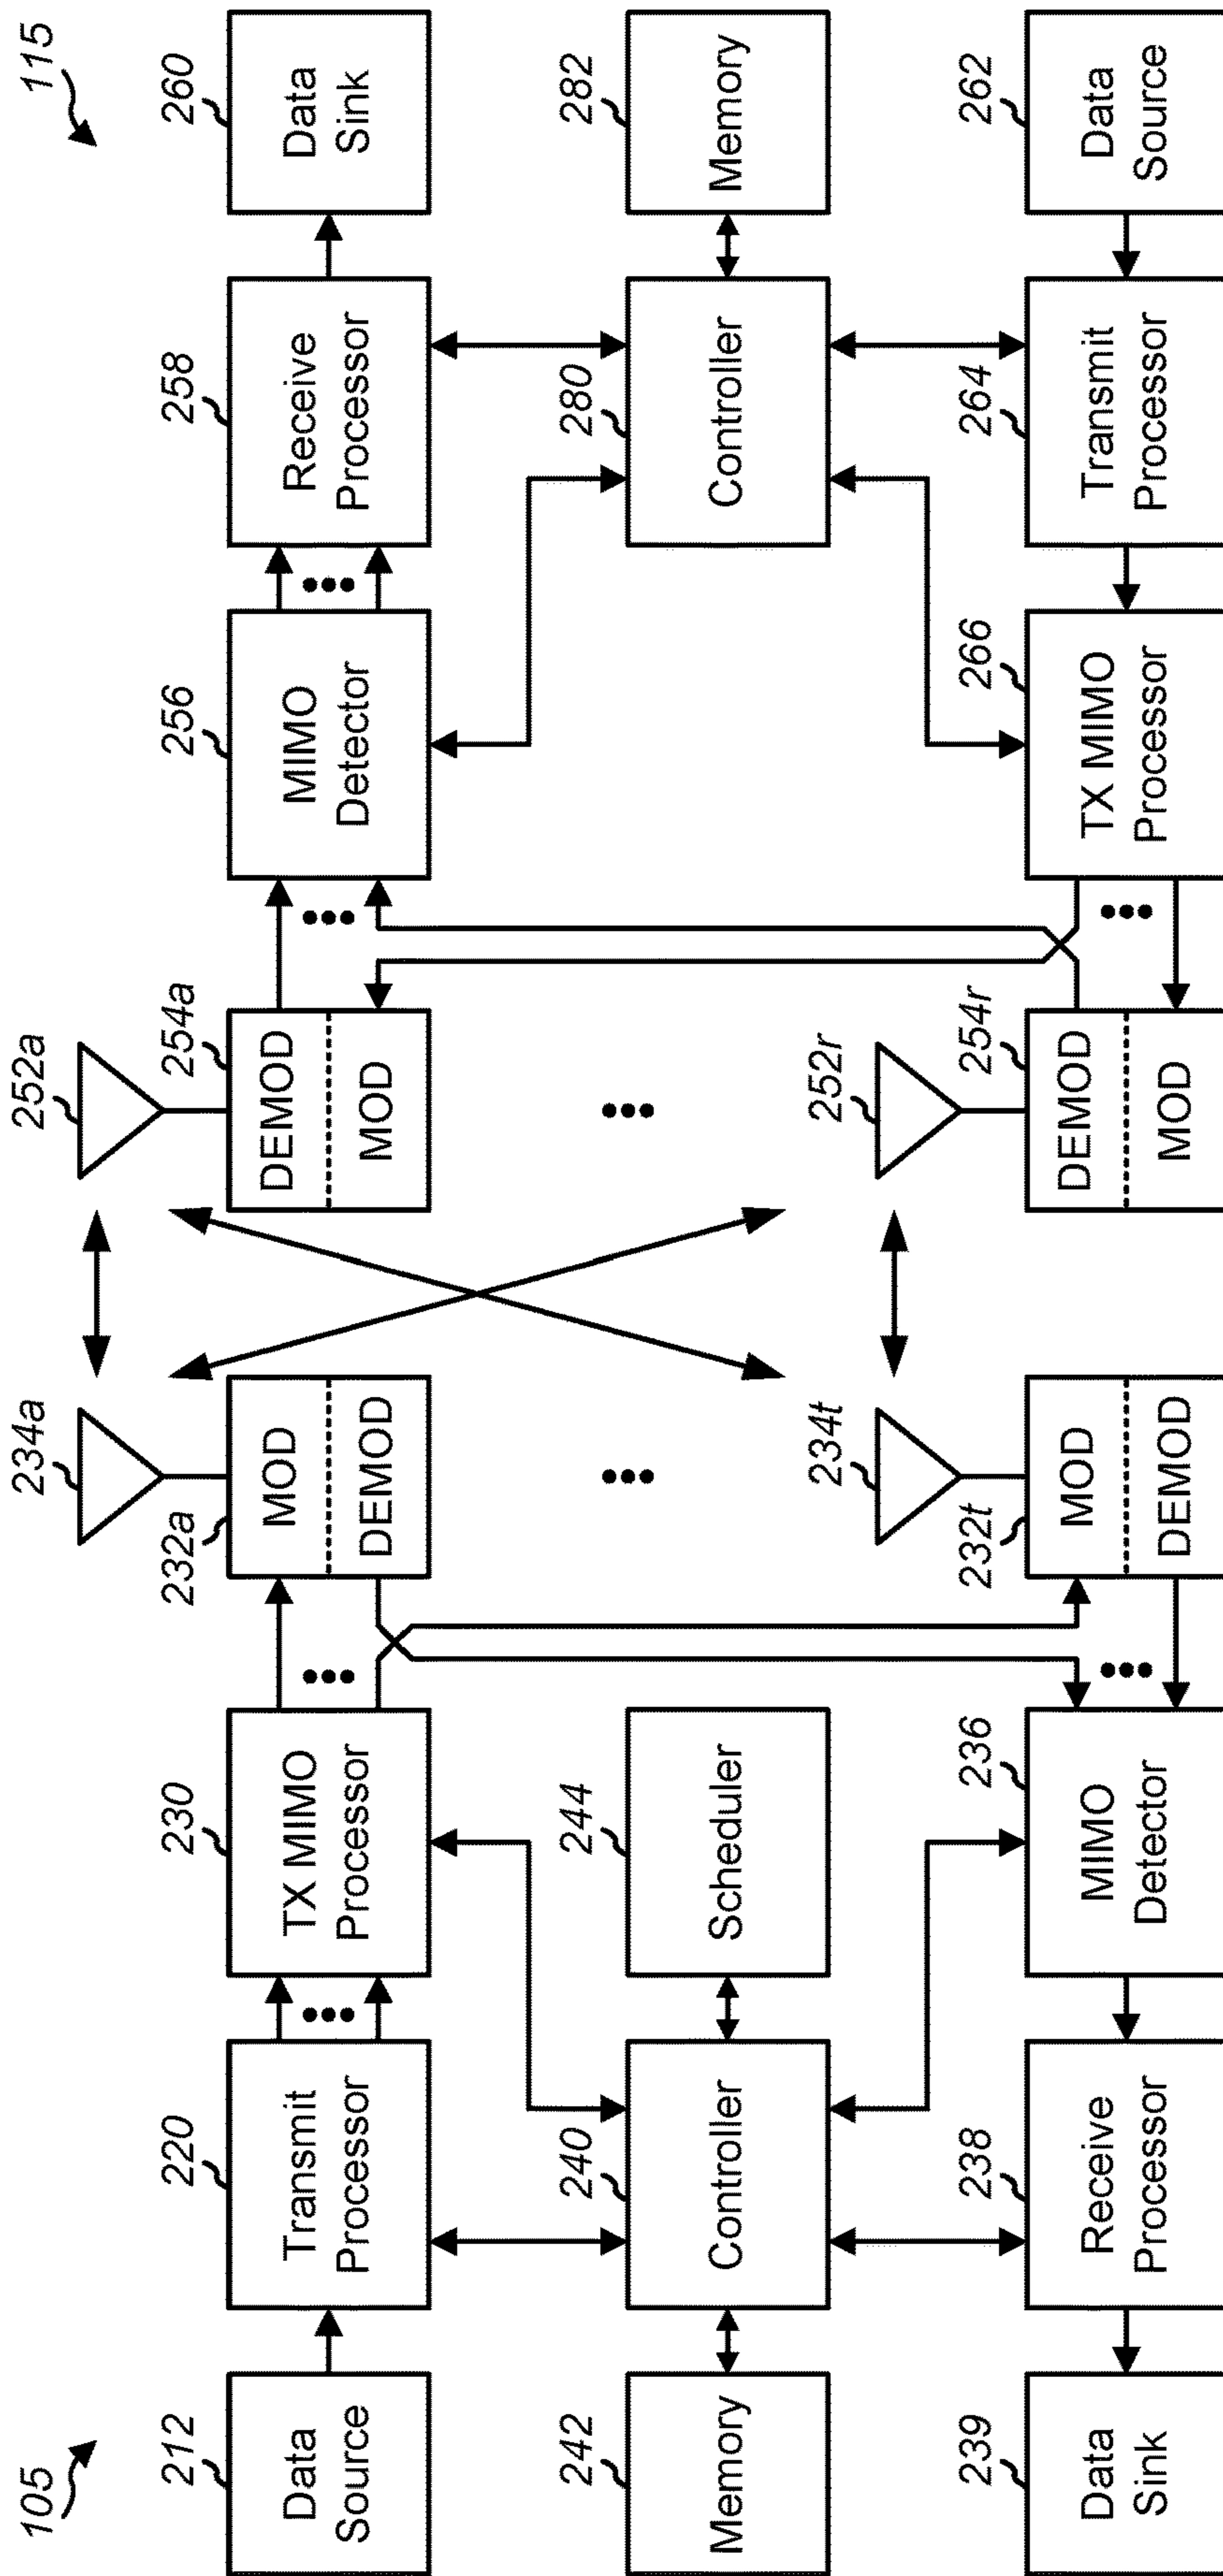 105
115
212
Data
Source
220
Transmit
Processor
230
TX MIMO
Processor
232a
MOD
DEMOD
234a
252a
254a
DEMOD
MOD
256
MIMO
Detector
258
Receive
Processor
260
Data
Sink
242
Memory
240
Controller
244
Scheduler
280
Controller
282
Memory
239
Data
Sink
238
Receive
Processor
236
MIMO
Detector
232t
MOD
DEMOD
234t
252r
254r
DEMOD
MOD
266
TX MIMO
Processor
264
Transmit
Processor
262
Data
Source